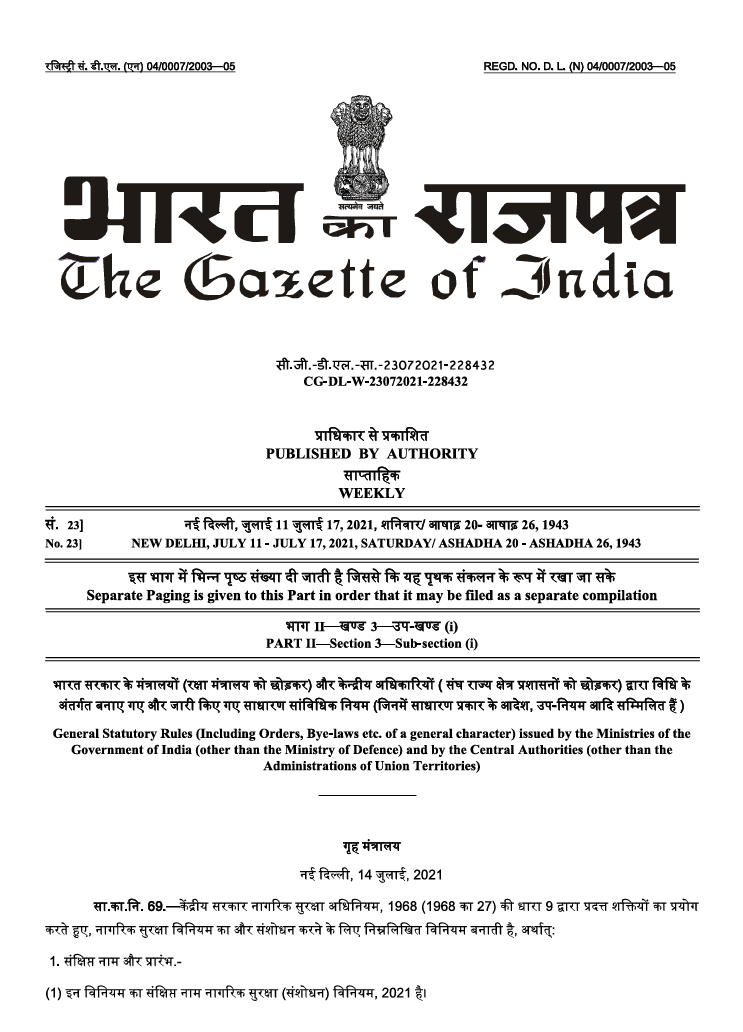 रजिस्ट्री सं. डी.एल. (एन) 04/0007/2003—05
REGD. NO. D. L. (N) 04/0007/2003—05
सत्यमेव जयते
भारत का राजपत्र
The Gazette of India
सी.जी.-डी.एल.-सा.-23072021-228432
CG-DL-W-23072021-228432
प्राधिकार से प्रकाशित
PUBLISHED BY AUTHORITY
साप्ताहिक
WEEKLY
सं. 23]
नई दिल्ली, जुलाई 11 जुलाई 17, 2021, शनिवार/ आषाढ़ 20- आषाढ़ 26, 1943
No. 23]
NEW DELHI, JULY 11 - JULY 17, 2021, SATURDAY/ ASHADHA 20 - ASHADHA 26, 1943
इस भाग में भिन्न पृष्ठ संख्या दी जाती है जिससे कि यह पृथक संकलन के रूप में रखा जा सके
Separate Paging is given to this Part in order that it may be filed as a separate compilation
भाग II—खण्ड 3—उप-खण्ड (i)
PART II—Section 3—Sub-section (i)
भारत सरकार के मंत्रालयों (रक्षा मंत्रालय को छोड़कर) और केन्द्रीय अधिकारियों ( संघ राज्य क्षेत्र प्रशासनों को छोड़कर) द्वारा विधि के
अंतर्गत बनाए गए और जारी किए गए साधारण सांविधिक नियम (जिनमें साधारण प्रकार के आदेश, उप-नियम आदि सम्मिलित हैं )
General Statutory Rules (Including Orders, Bye-laws etc. of a general character) issued by the Ministries of the
Government of India (other than the Ministry of Defence) and by the Central Authorities (other than the
Administrations of Union Territories)
गृह मंत्रालय
नई दिल्ली, 14 जुलाई, 2021
सा.का.नि. 69.—केंद्रीय सरकार नागरिक सुरक्षा अधिनियम, 1968 (1968 का 27) की धारा 9 द्वारा प्रदत्त शक्तियों का प्रयोग
करते हूए, नागरिक सुरक्षा विनियम का और संशोधन करने के लिए निम्नलिखित विनियम बनाती है, अर्थात्:
1. संक्षिप्त नाम और प्रारंभ.-
(1) इन विनियम का संक्षिप्त नाम नागरिक सुरक्षा (संशोधन) विनियम, 2021 है।